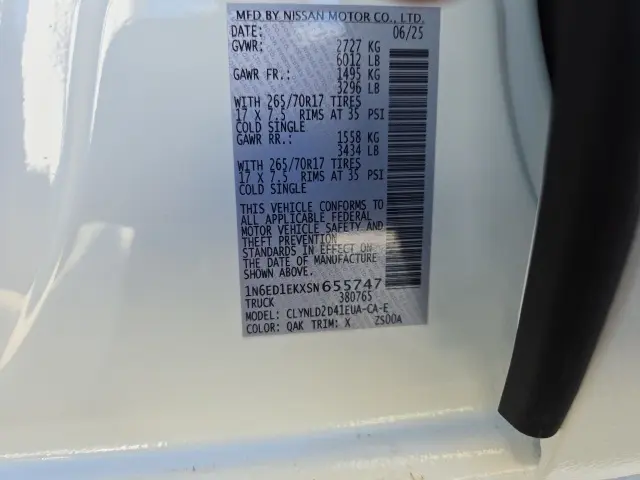 MFD BY NISSAN MOTOR CO., LTD.
DATE: 06/25
GVWR: 2727 KG
6012 LB
GAWR FR.: 1495 KG
3296 LB
WITH 265/70R17 TIRES
17 X 7.5 RIMS AT 35 PSI
COLD SINGLE
GAWR RR.: 1558 KG
3434 LB
WITH 265/70R17 TIRES
17 X 7.5 RIMS AT 35 PSI
COLD SINGLE
THIS VEHICLE CONFORMS TO
ALL APPLICABLE FEDERAL
MOTOR VEHICLE SAFETY AND
THEFT PREVENTION
STANDARDS IN EFFECT ON
THE DATE OF MANUFACTURE
SHOWN ABOVE.
1N6ED1EKXSN655747
TRUCK 380765
MODEL: CLYNLD2D41EUA-CA-E
COLOR: QAK TRIM: X ZS00A